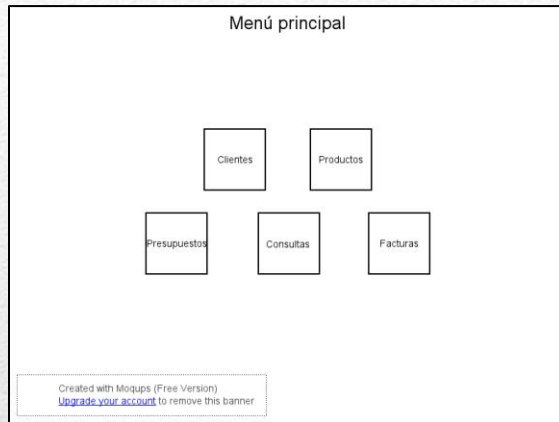 Menú principal
Clientes
Productos
Presupuestos
Consultas
Facturas
Created with Moqups (Free Version)
Upgrade your account to remove this banner